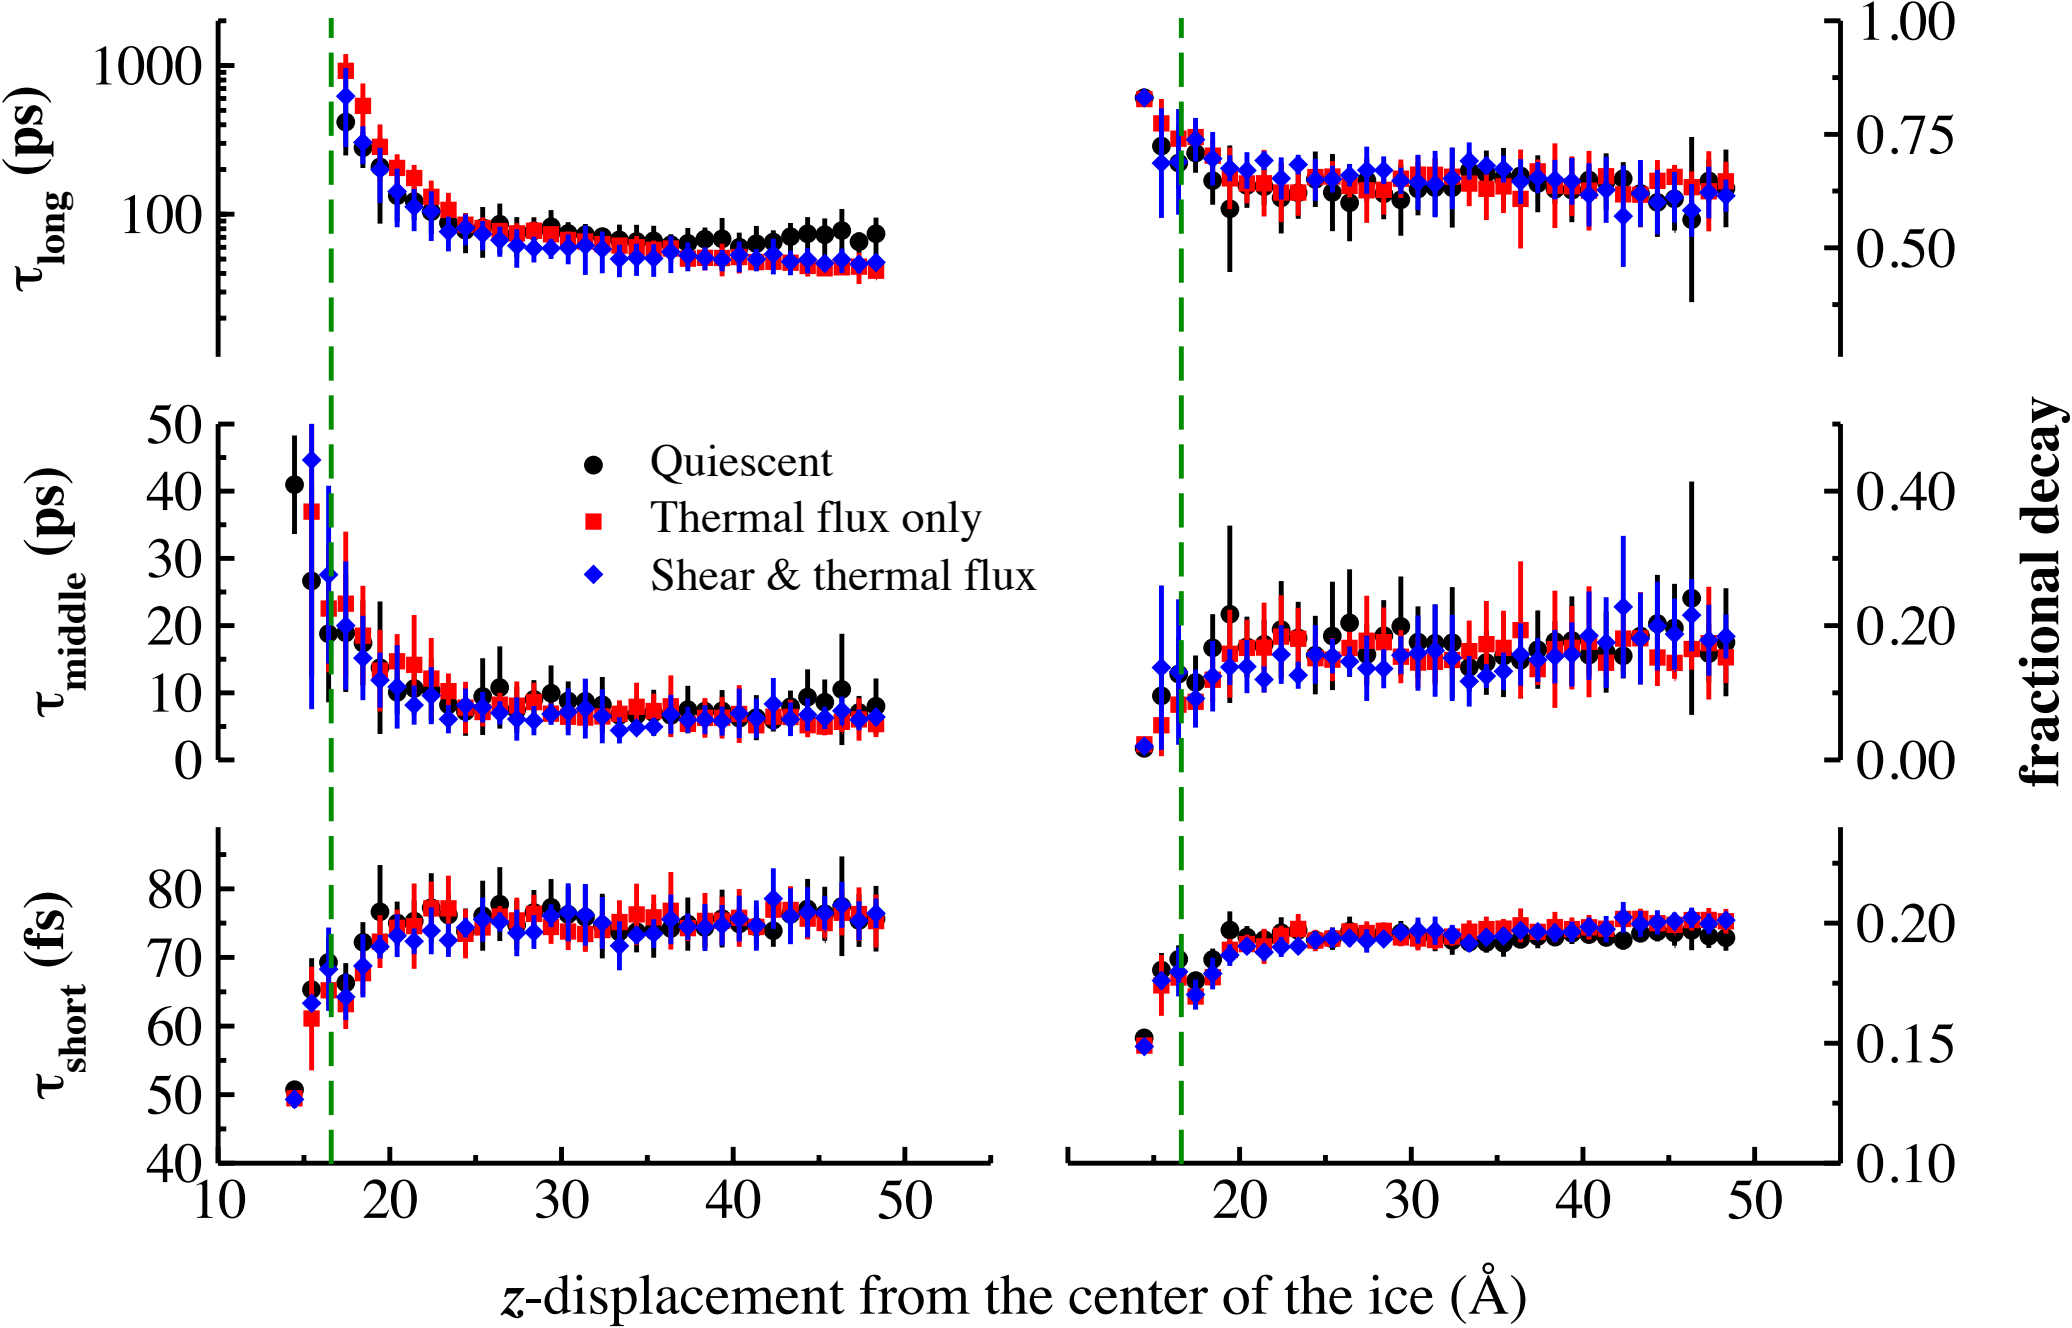 1000
100
τlong (ps)
1.00
0.75
0.50
50
40
30
20
10
0
τmiddle (ps)
Quiescent
Thermal flux only
Shear & thermal flux
0.40
0.20
0.00
fractional decay
80
70
60
50
40
τshort (fs)
0.20
0.15
0.10
10 20 30 40 50
20 30 40 50
z-displacement from the center of the ice (Å)